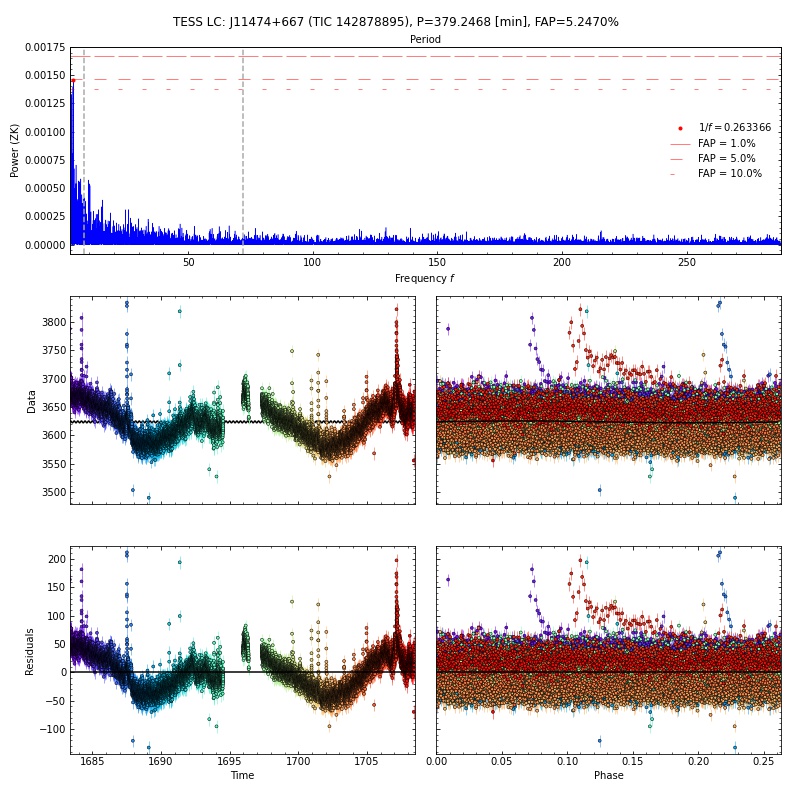 TESS LC: J11474+667 (TIC 142878895), P=379.2468 [min], FAP=5.2470%
Period
0.00175
0.00150
0.00125
0.00100
0.00075
0.00050
0.00025
0.00000
Power (ZK)
1/f = 0.263366
FAP = 1.0%
FAP = 5.0%
FAP = 10.0%
50 100 150 200 250
Frequency f
3800
3750
3700
3650
3600
3550
3500
Data
200
150
100
50
0
−50
−100
Residuals
1685 1690 1695 1700 1705
Time
0.00 0.05 0.10 0.15 0.20 0.25
Phase